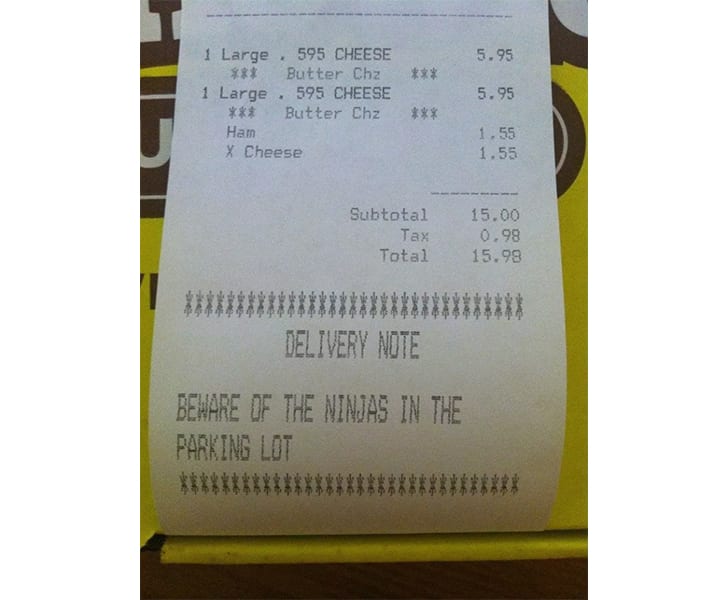 1 Large . 595 CHEESE 5.95
*** Butter Chz ***
1 Large . 595 CHEESE 5.95
*** Butter Chz ***
Ham 1.55
X Cheese 1.55
Subtotal 15.00
Tax 0.98
Total 15.98
DELIVERY NOTE
BEWARE OF THE NINJAS IN THE
PARKING LOT